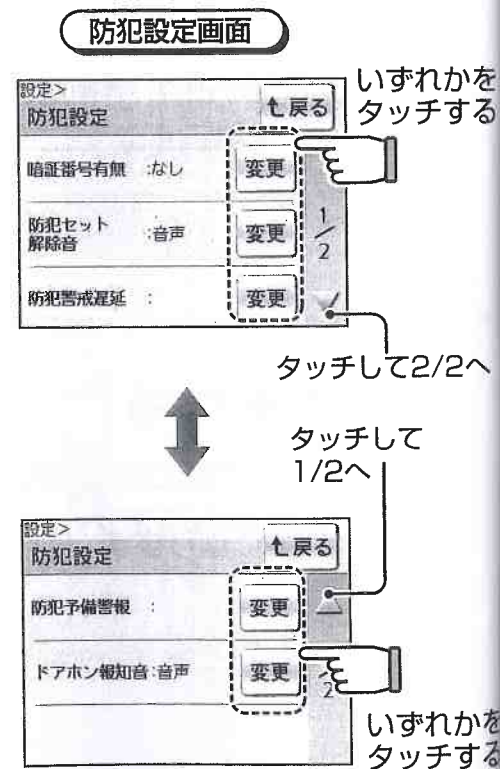 防犯設定画面
設定>
防犯設定
戻る
いずれかを
タッチする
暗証番号有無 :なし
変更
防犯セット
解除音 :音声
変更
1/2
防犯警戒遅延 :
変更
タッチして2/2へ
タッチして
1/2へ
設定>
防犯設定
戻る
防犯予備警報 :
変更
ドアホン報知音:音声
変更
2
いずれかを
タッチする